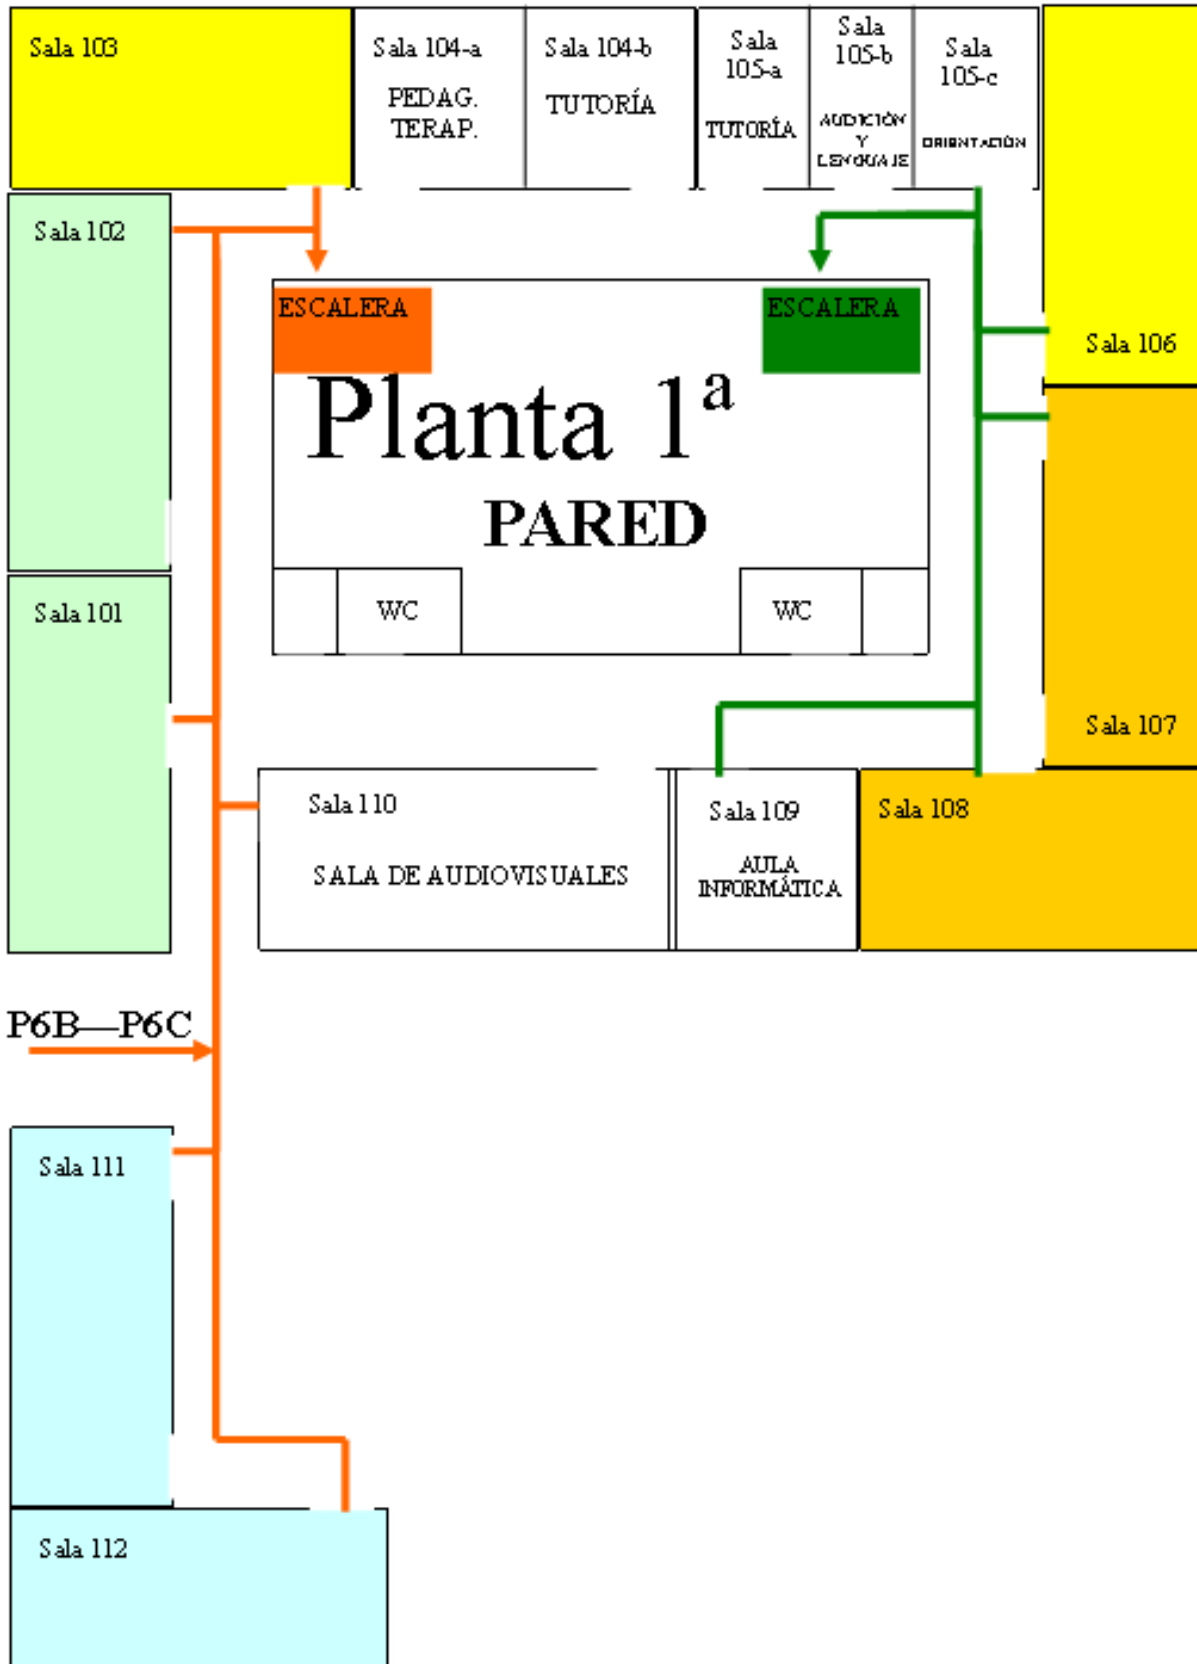 Sala 103
Sala 104-a
PEDAG.
TERAP.
Sala 104-b
TUTORÍA
Sala
105-a
TUTORÍA
Sala
105-b
AUDICIÓN
Y
LENGUAJE
Sala
105-c
ORIENTACIÓN
Sala 102
ESCALERA
ESCALERA
Sala 106
Planta 1ª
PARED
WC
WC
Sala 101
Sala 107
Sala 110
SALA DE AUDIOVISUALES
Sala 109
AULA
INFORMÁTICA
Sala 108
P6B—P6C
Sala 111
Sala 112